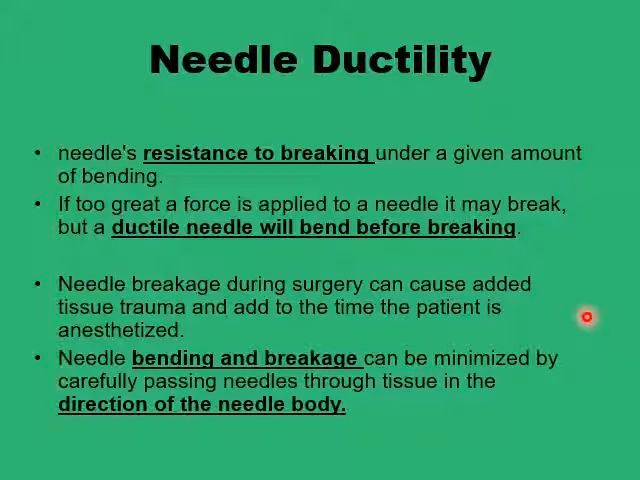 Needle Ductility
• needle's resistance to breaking under a given amount
of bending.
• If too great a force is applied to a needle it may break,
but a ductile needle will bend before breaking.
• Needle breakage during surgery can cause added
tissue trauma and add to the time the patient is
anesthetized.
• Needle bending and breakage can be minimized by
carefully passing needles through tissue in the
direction of the needle body.